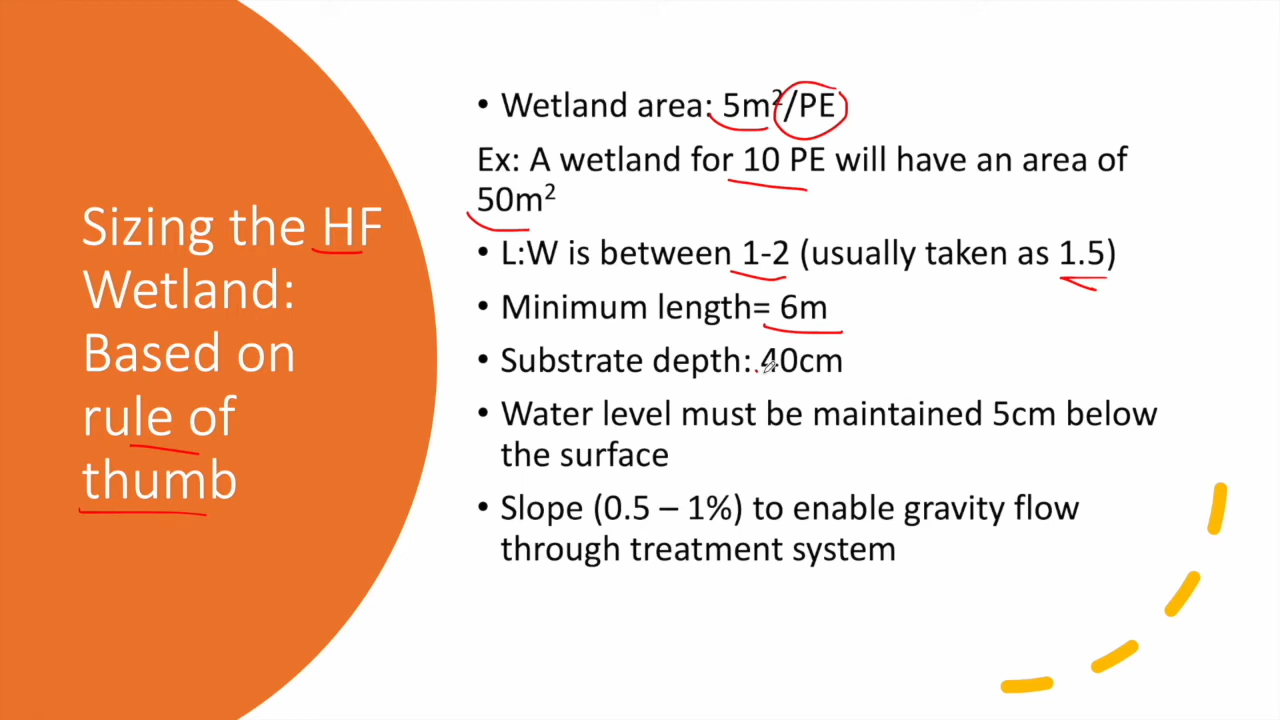 Sizing the HF
Wetland:
Based on
rule of
thumb
• Wetland area: 5m²/PE
Ex: A wetland for 10 PE will have an area of
50m²
• L:W is between 1-2 (usually taken as 1.5)
• Minimum length= 6m
• Substrate depth: 40cm
• Water level must be maintained 5cm below
the surface
• Slope (0.5 – 1%) to enable gravity flow
through treatment system